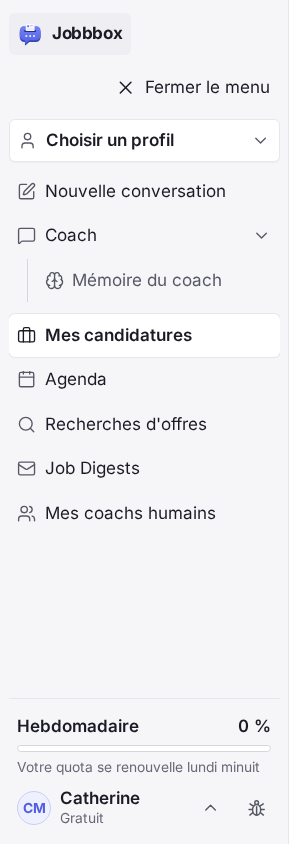 Jobbbox
Fermer le menu
Choisir un profil
Nouvelle conversation
Coach
Mémoire du coach
Mes candidatures
Agenda
Recherches d'offres
Job Digests
Mes coachs humains
Hebdomadaire 0 %
Votre quota se renouvelle lundi minuit
CM Catherine
Gratuit